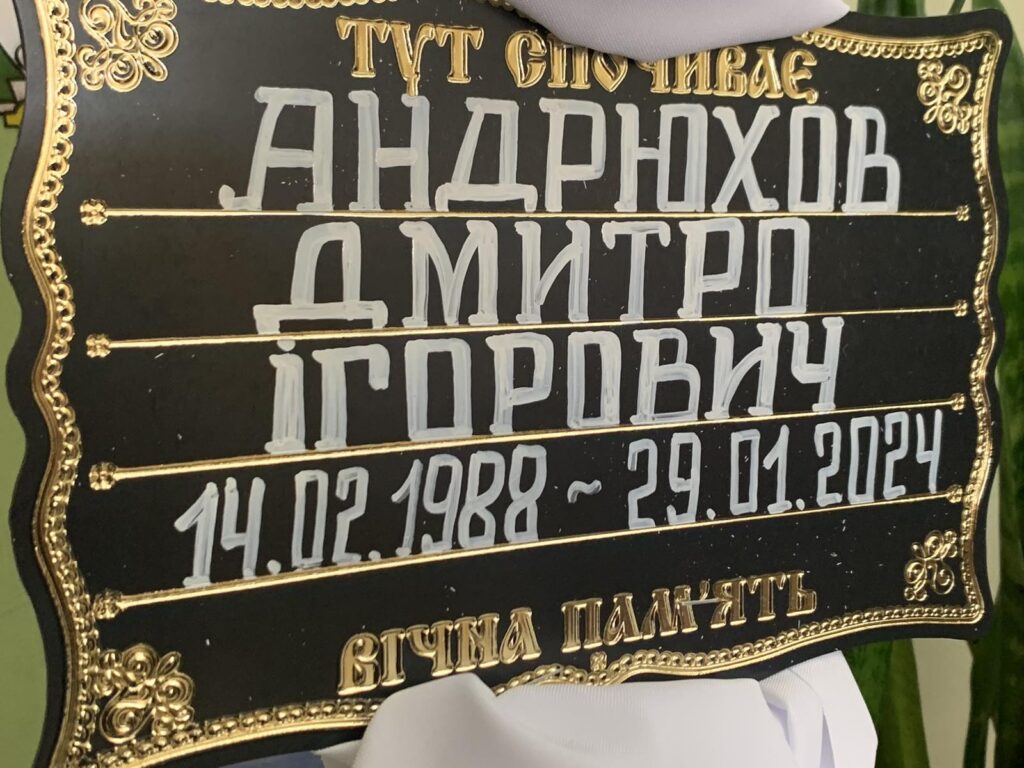 ТУТ СПОЧИВАЄ
АНДРЮХОВ
ДМИТРО
ІГОРОВИЧ
14.02.1988 ~ 29.01.2024
ВІЧНА ПАМ'ЯТЬ